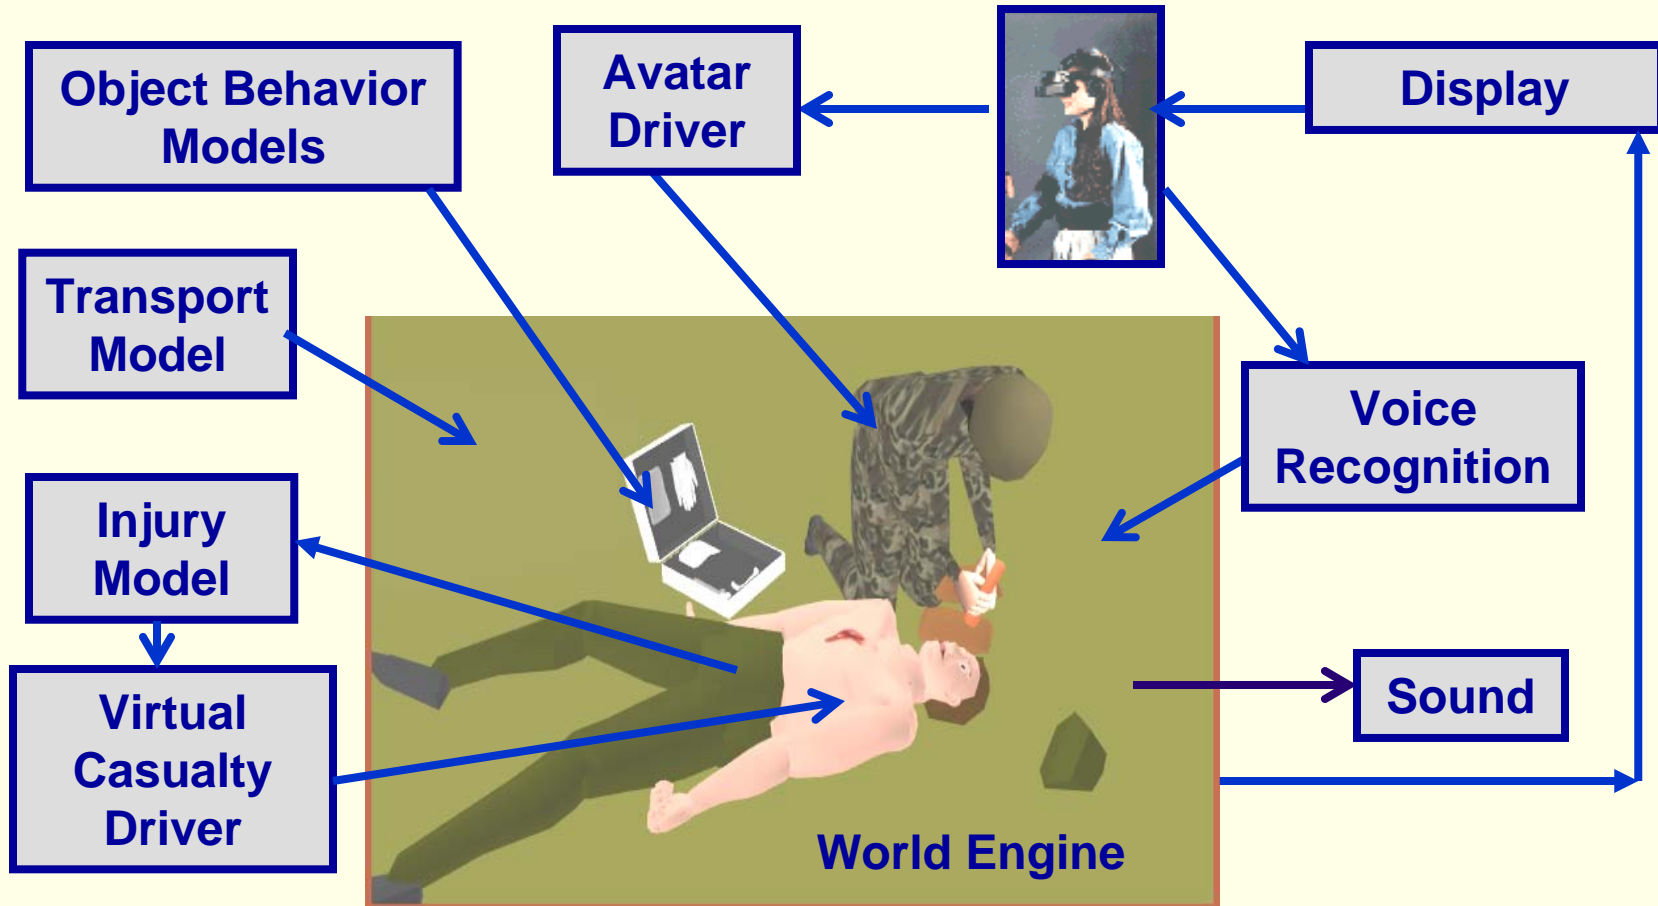 Object Behavior
Models
Avatar
Driver
Display
Transport
Model
Voice
Recognition
Injury
Model
Virtual
Casualty
Driver
Sound
World Engine